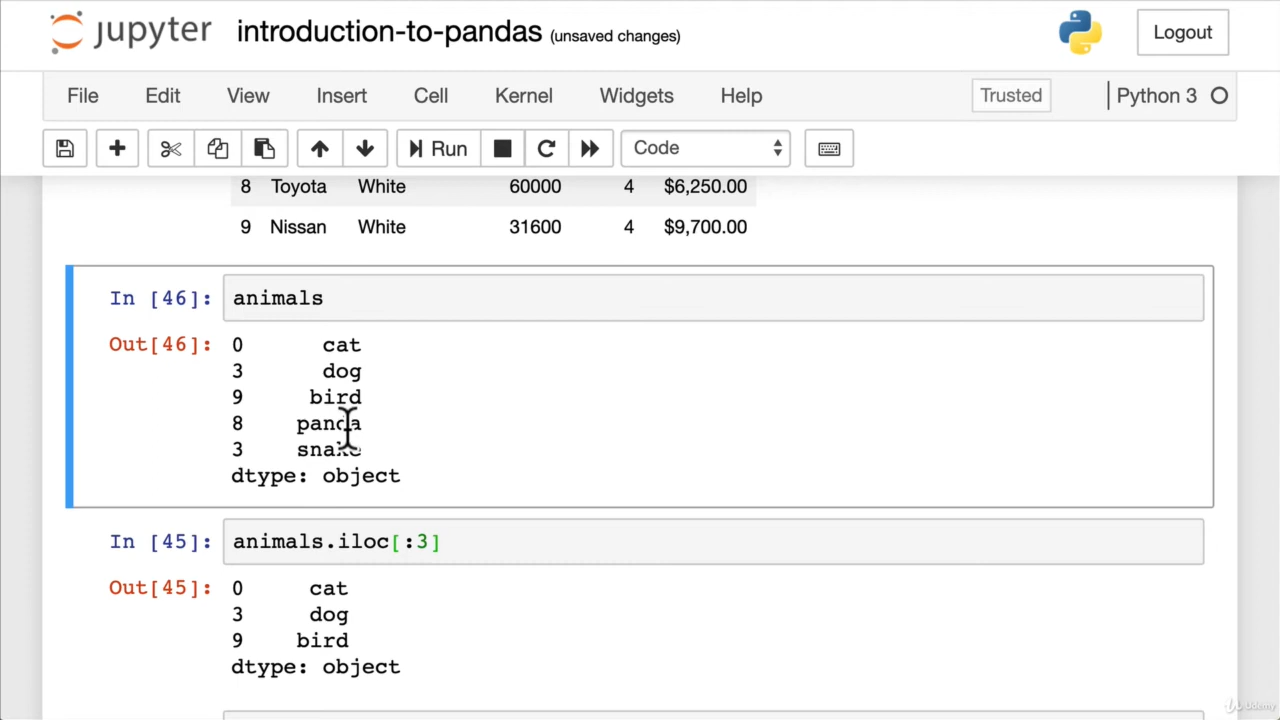 jupyter introduction-to-pandas (unsaved changes) Logout
File Edit View Insert Cell Kernel Widgets Help Trusted Python 3
Run Code
8 Toyota White 60000 4 $6,250.00
9 Nissan White 31600 4 $9,700.00
In [46]: animals
Out[46]: 0 cat
3 dog
9 bird
8 panda
3 snake
dtype: object
In [45]: animals.iloc[:3]
Out[45]: 0 cat
3 dog
9 bird
dtype: object
Udemy